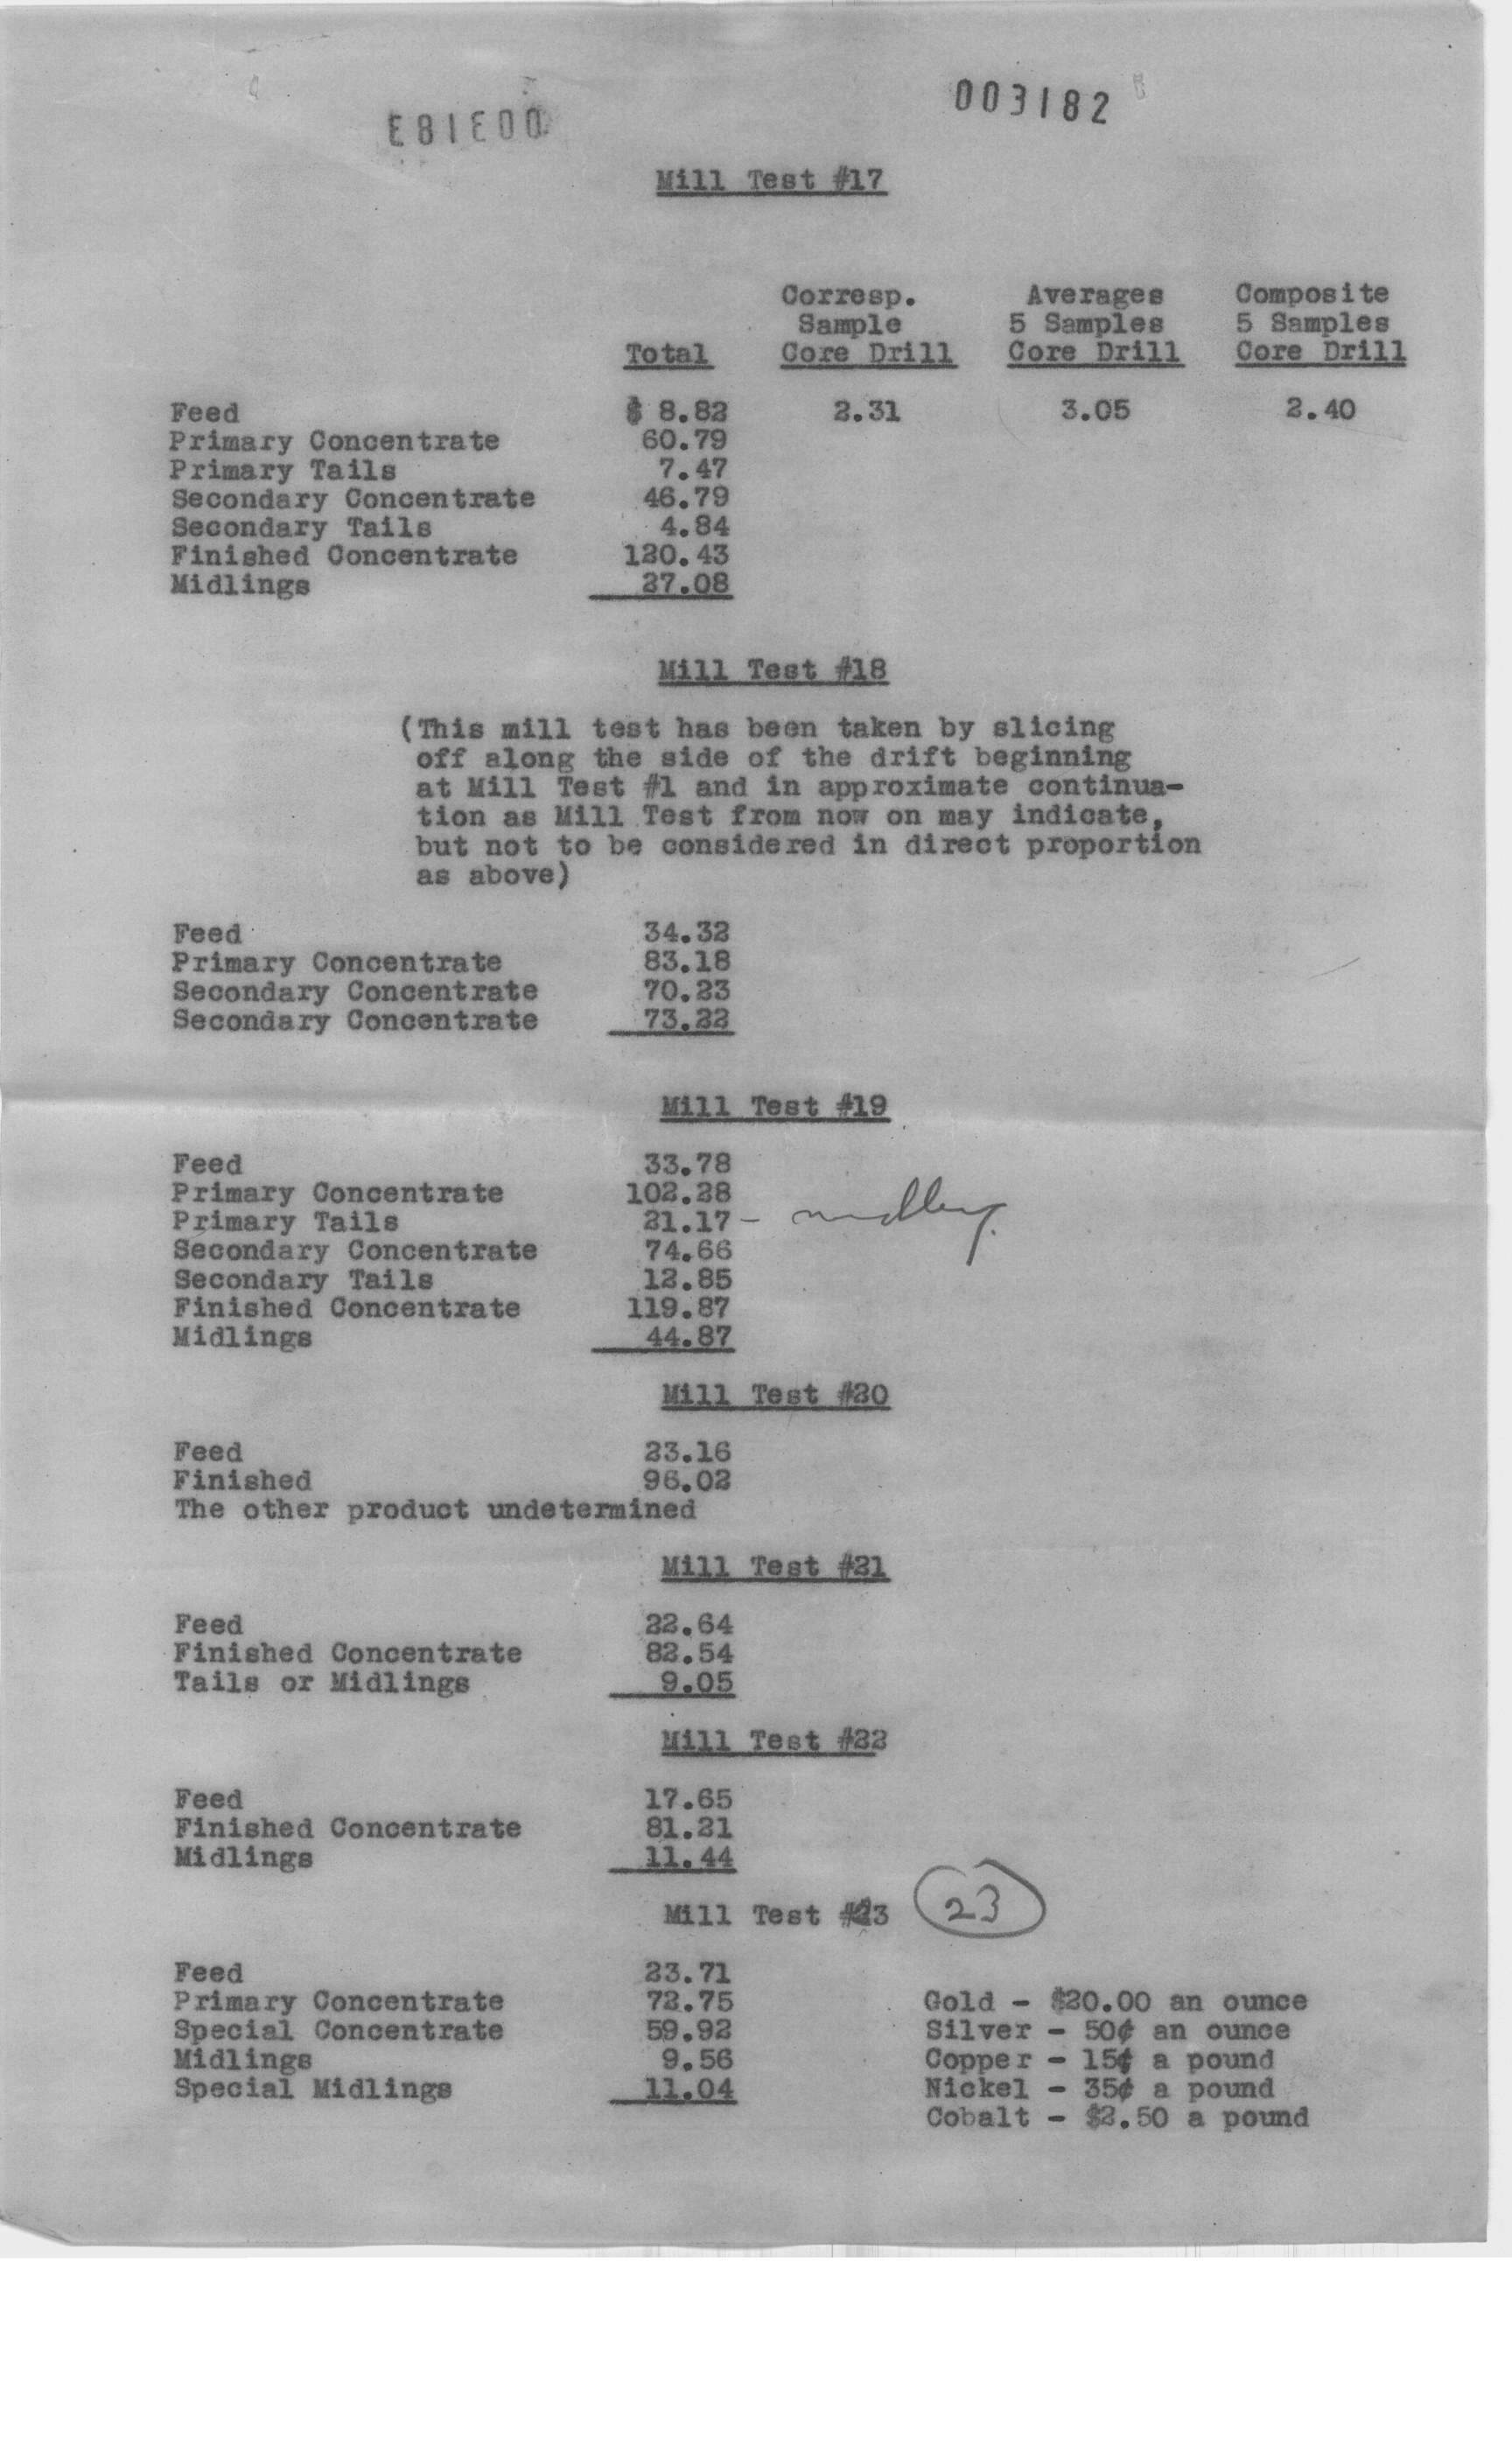 003183
003182
Mill Test #17
Corresp. Averages Composite
Sample 5 Samples 5 Samples
Total Core Drill Core Drill Core Drill
Feed $ 8.82 2.31 3.05 2.40
Primary Concentrate 60.79
Primary Tails 7.47
Secondary Concentrate 46.79
Secondary Tails 4.84
Finished Concentrate 120.43
Midlings 27.08
Mill Test #18
(This mill test has been taken by slicing
off along the side of the drift beginning
at Mill Test #1 and in approximate continua-
tion as Mill Test from now on may indicate,
but not to be considered in direct proportion
as above)
Feed 34.32
Primary Concentrate 83.18
Secondary Concentrate 70.23
Secondary Concentrate 73.22
Mill Test #19
Feed 33.78
Primary Concentrate 102.28
Primary Tails 21.17 -
Secondary Concentrate 74.66
Secondary Tails 12.85
Finished Concentrate 119.87
Midlings 44.87
Mill Test #20
Feed 23.16
Finished 96.02
The other product undetermined
Mill Test #21
Feed 22.64
Finished Concentrate 82.54
Tails or Midlings 9.05
Mill Test #22
Feed 17.65
Finished Concentrate 81.21
Midlings 11.44
Mill Test #23 23
Feed 23.71
Primary Concentrate 72.75 Gold - $20.00 an ounce
Special Concentrate 59.92 Silver - 50¢ an ounce
Midlings 9.56 Copper - 15¢ a pound
Special Midlings 11.04 Nickel - 35¢ a pound
Cobalt - $2.50 a pound